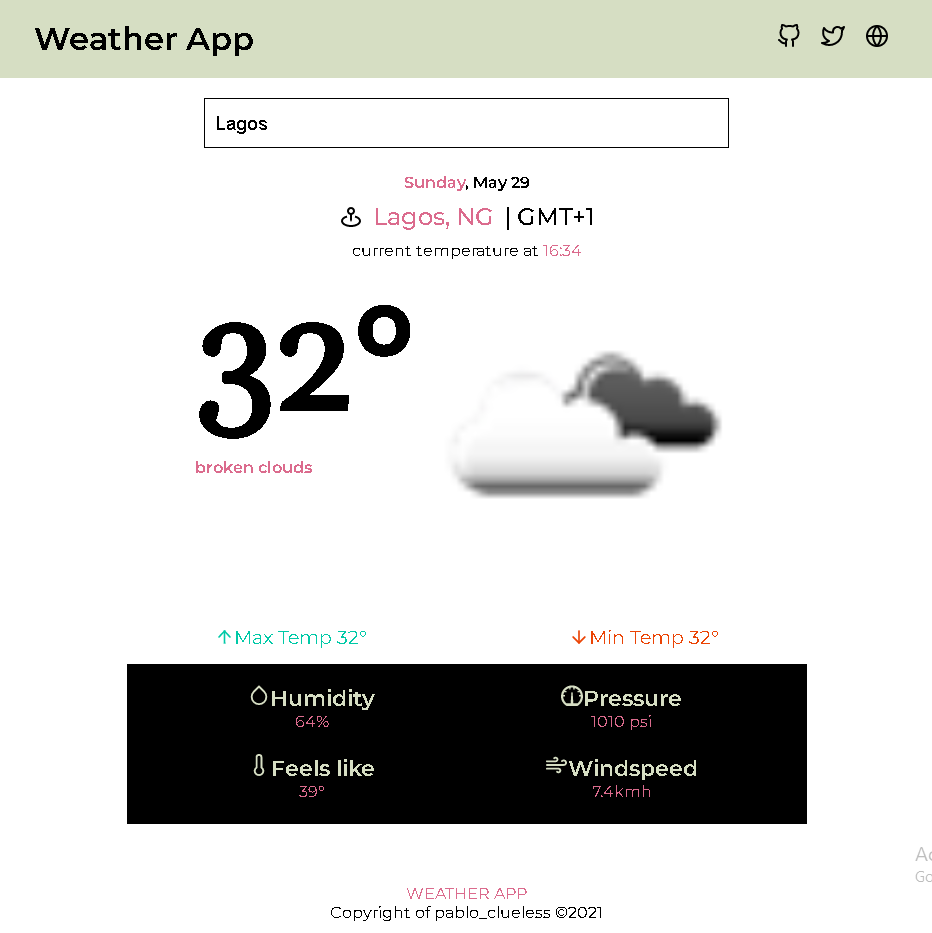 Weather App
Lagos
Sunday, May 29
Lagos, NG | GMT+1
current temperature at 16:34
32°
broken clouds
Max Temp 32° Min Temp 32°
Humidity Pressure
64% 1010 psi
Feels like Windspeed
39° 7.4kmh
WEATHER APP
Copyright of pablo_clueless ©2021